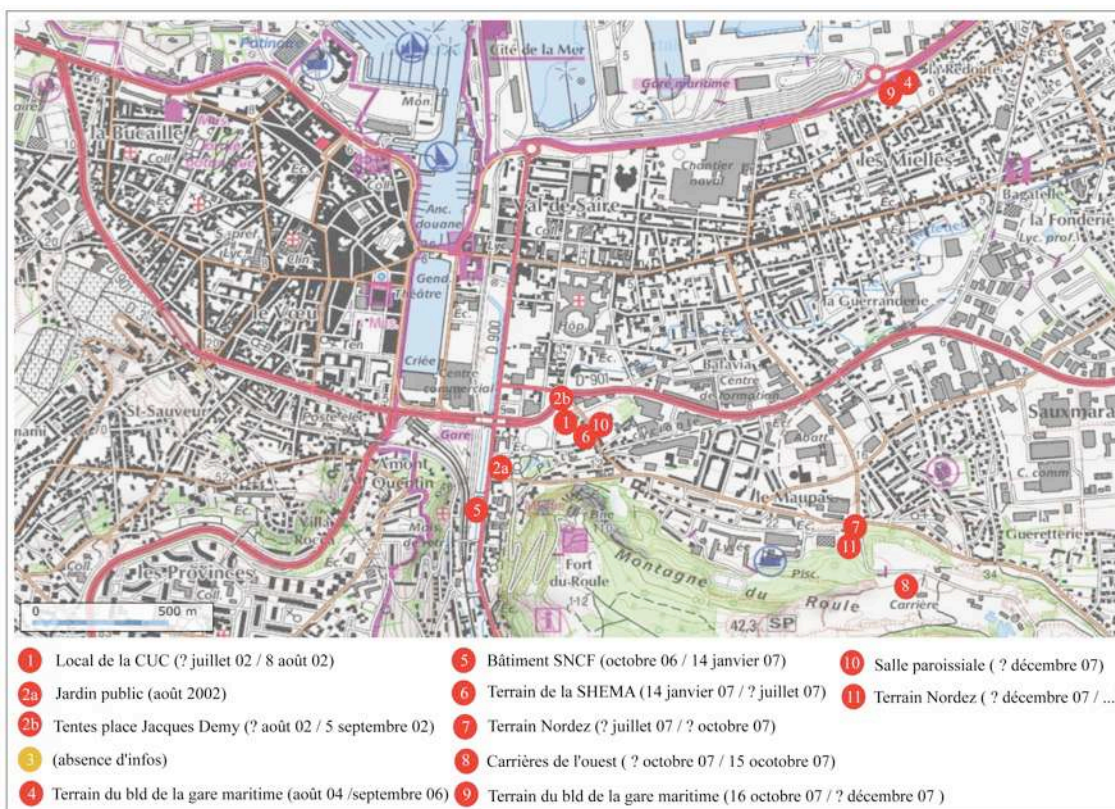 Patinoire
Cité de la Mer
Gare maritime
9 4
la Redoute
Mon.
la Bucaille
Coll.
Ec.
les Mielles
Chantier
naval
Bagatelle
Anc.
douane
Val de Saire
la Fonderie
Lyc. prof.
S-préf.
Clin.
Gend.
Théâtre
Hôp.
la Guerranderie
le Vœu
D 900
Criée
Centre
commercial
D 901
Batavia
Centre
de formation
2b
1
10
6
St-Sauveur
Poste élec.
Gare
Sauxmarais
Abatt.
C. comm.
2a
Amont
Quentin
5
le Maupas
7
11
Fort
du-Roule
112
Montagne
du Roule
Pisc.
8
Carrière
34
42,3 SP
Gueretterie
les Provinces
Coll.
0 500 m
1 Local de la CUC (? juillet 02 / 8 août 02)
2a Jardin public (août 2002)
2b Tentes place Jacques Demy (? août 02 / 5 septembre 02)
3 (absence d'infos)
4 Terrain du bld de la gare maritime (août 04 /septembre 06)
5 Bâtiment SNCF (octobre 06 / 14 janvier 07)
6 Terrain de la SHEMA (14 janvier 07 / ? juillet 07)
7 Terrain Nordez (? juillet 07 / ? octobre 07)
8 Carrières de l'ouest ( ? octobre 07 / 15 ocotobre 07)
9 Terrain du bld de la gare maritime (16 octobre 07 / ? décembre 07 )
10 Salle paroissiale ( ? décembre 07)
11 Terrain Nordez ( ? décembre 07 / ...